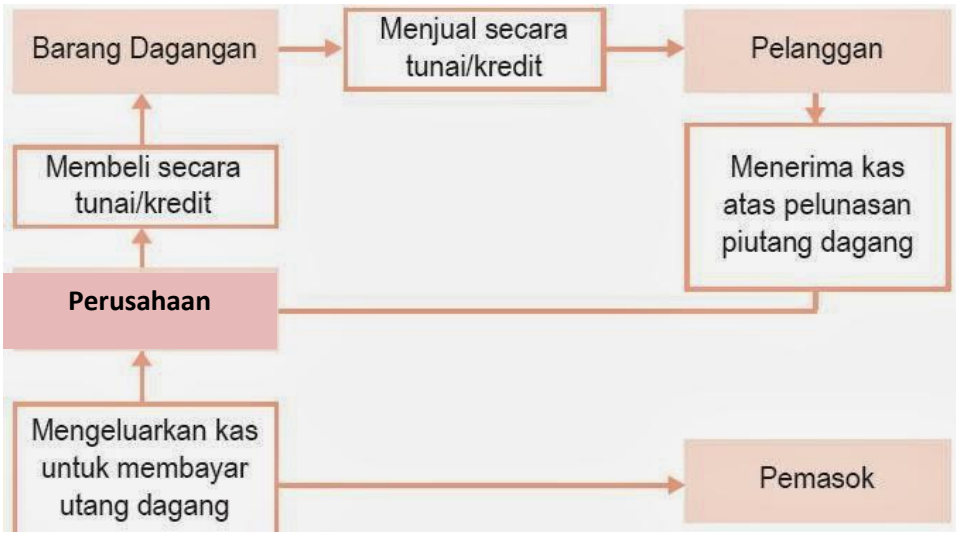 Barang Dagangan
Menjual secara
tunai/kredit
Pelanggan
Membeli secara
tunai/kredit
Menerima kas
atas pelunasan
piutang dagang
Perusahaan
Mengeluarkan kas
untuk membayar
utang dagang
Pemasok